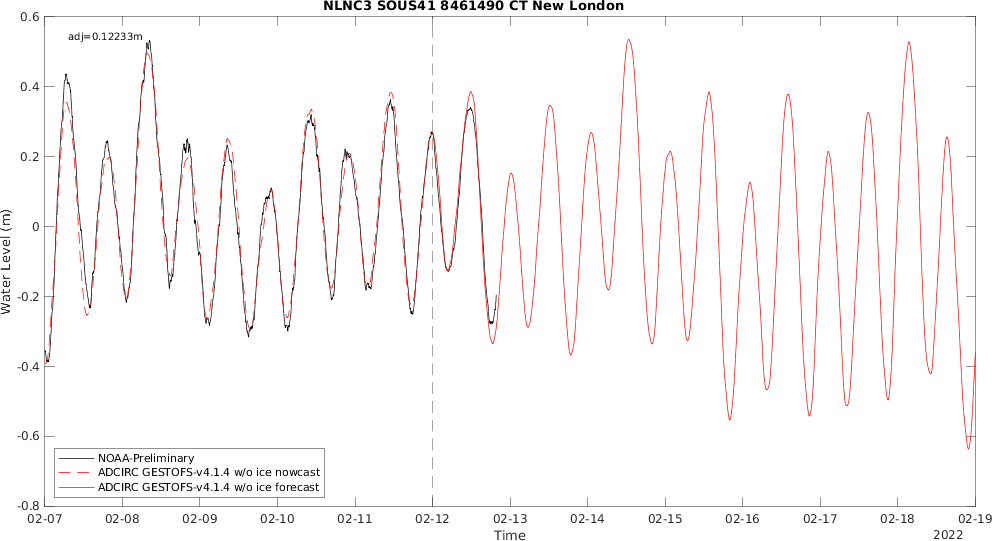 NLNC3 SOUS41 8461490 CT New London
adj=0.12233m
Water Level (m)
0.6
0.4
0.2
0
-0.2
-0.4
-0.6
-0.8
NOAA-Preliminary
ADCIRC GESTOFS-v4.1.4 w/o ice nowcast
ADCIRC GESTOFS-v4.1.4 w/o ice forecast
02-07 02-08 02-09 02-10 02-11 02-12 02-13 02-14 02-15 02-16 02-17 02-18 02-19
Time
2022